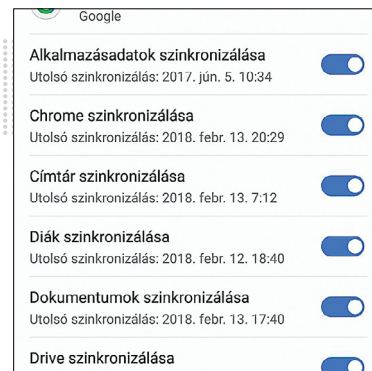 Google
Alkalmazásadatok szinkronizálása
Utolsó szinkronizálás: 2017. jún. 5. 10:34
Chrome szinkronizálása
Utolsó szinkronizálás: 2018. febr. 13. 20:29
Címtár szinkronizálása
Utolsó szinkronizálás: 2018. febr. 13. 7:12
Diák szinkronizálása
Utolsó szinkronizálás: 2018. febr. 12. 18:40
Dokumentumok szinkronizálása
Utolsó szinkronizálás: 2018. febr. 13. 17:40
Drive szinkronizálása